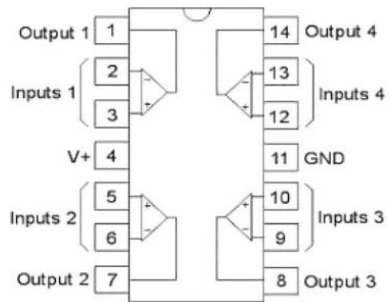 Output 1 1 14 Output 4
2 − − 13
Inputs 1 Inputs 4
3 + + 12
V+ 4 11 GND
5 + + 10
Inputs 2 Inputs 3
6 − − 9
Output 2 7 8 Output 3